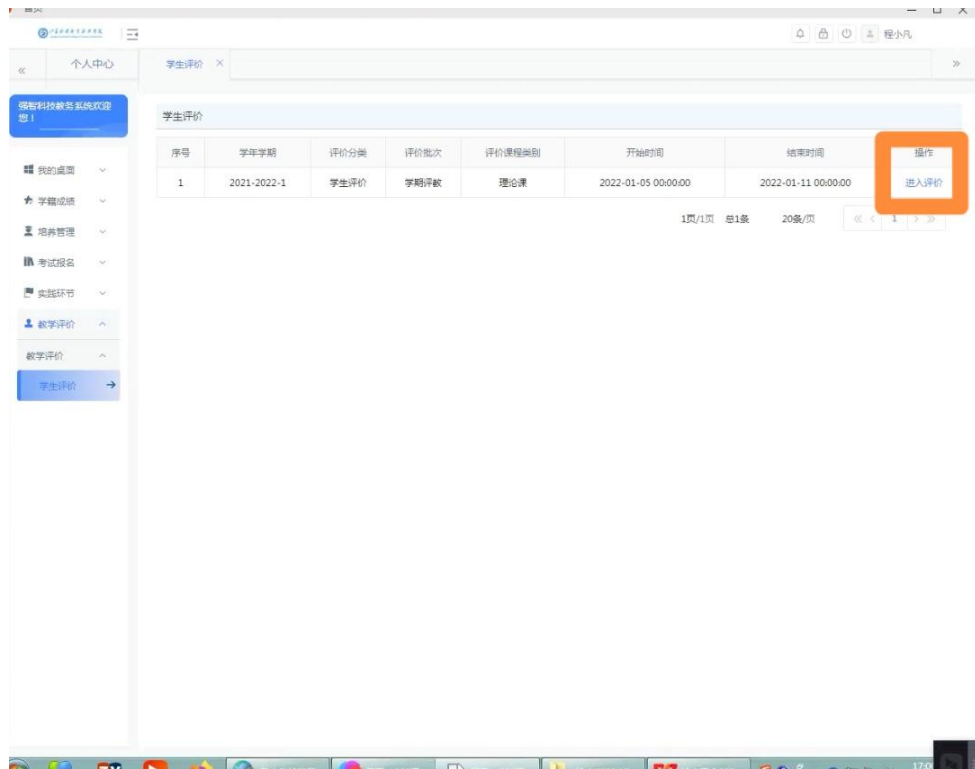 首页
程小凡
个人中心
学生评价 ×
强智科技教务系统欢迎
您！
学生评价
序号 学年学期 评价分类 评价批次 评价课程类别 开始时间 结束时间 操作
1 2021-2022-1 学生评价 学期评教 理论课 2022-01-05 00:00:00 2022-01-11 00:00:00 进入评价
1页/1页 总1条 20条/页 1
我的桌面
学籍成绩
培养管理
考试报名
实践环节
教学评价
教学评价
学生评价